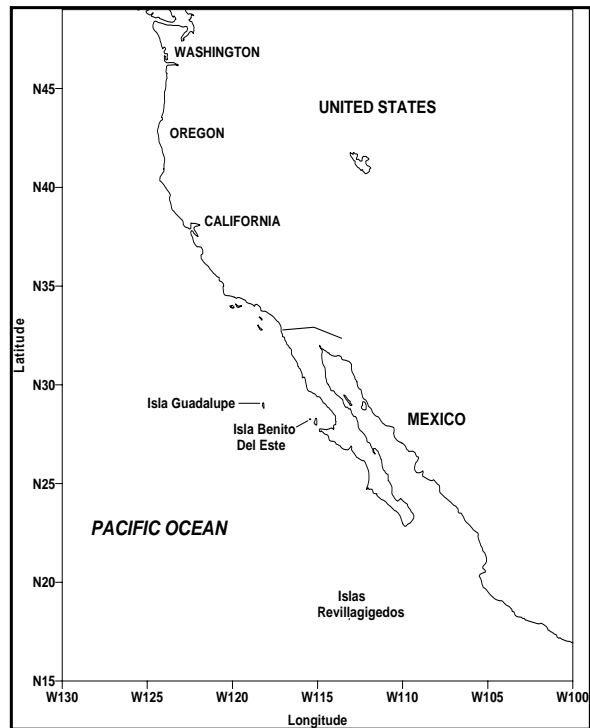 WASHINGTON
N45
UNITED STATES
OREGON
N40
CALIFORNIA
N35
Latitude
N30
Isla Guadalupe
MEXICO
Isla Benito
Del Este
N25
PACIFIC OCEAN
N20
Islas
Revillagigedos
N15
W130 W125 W120 W115 W110 W105 W100
Longitude